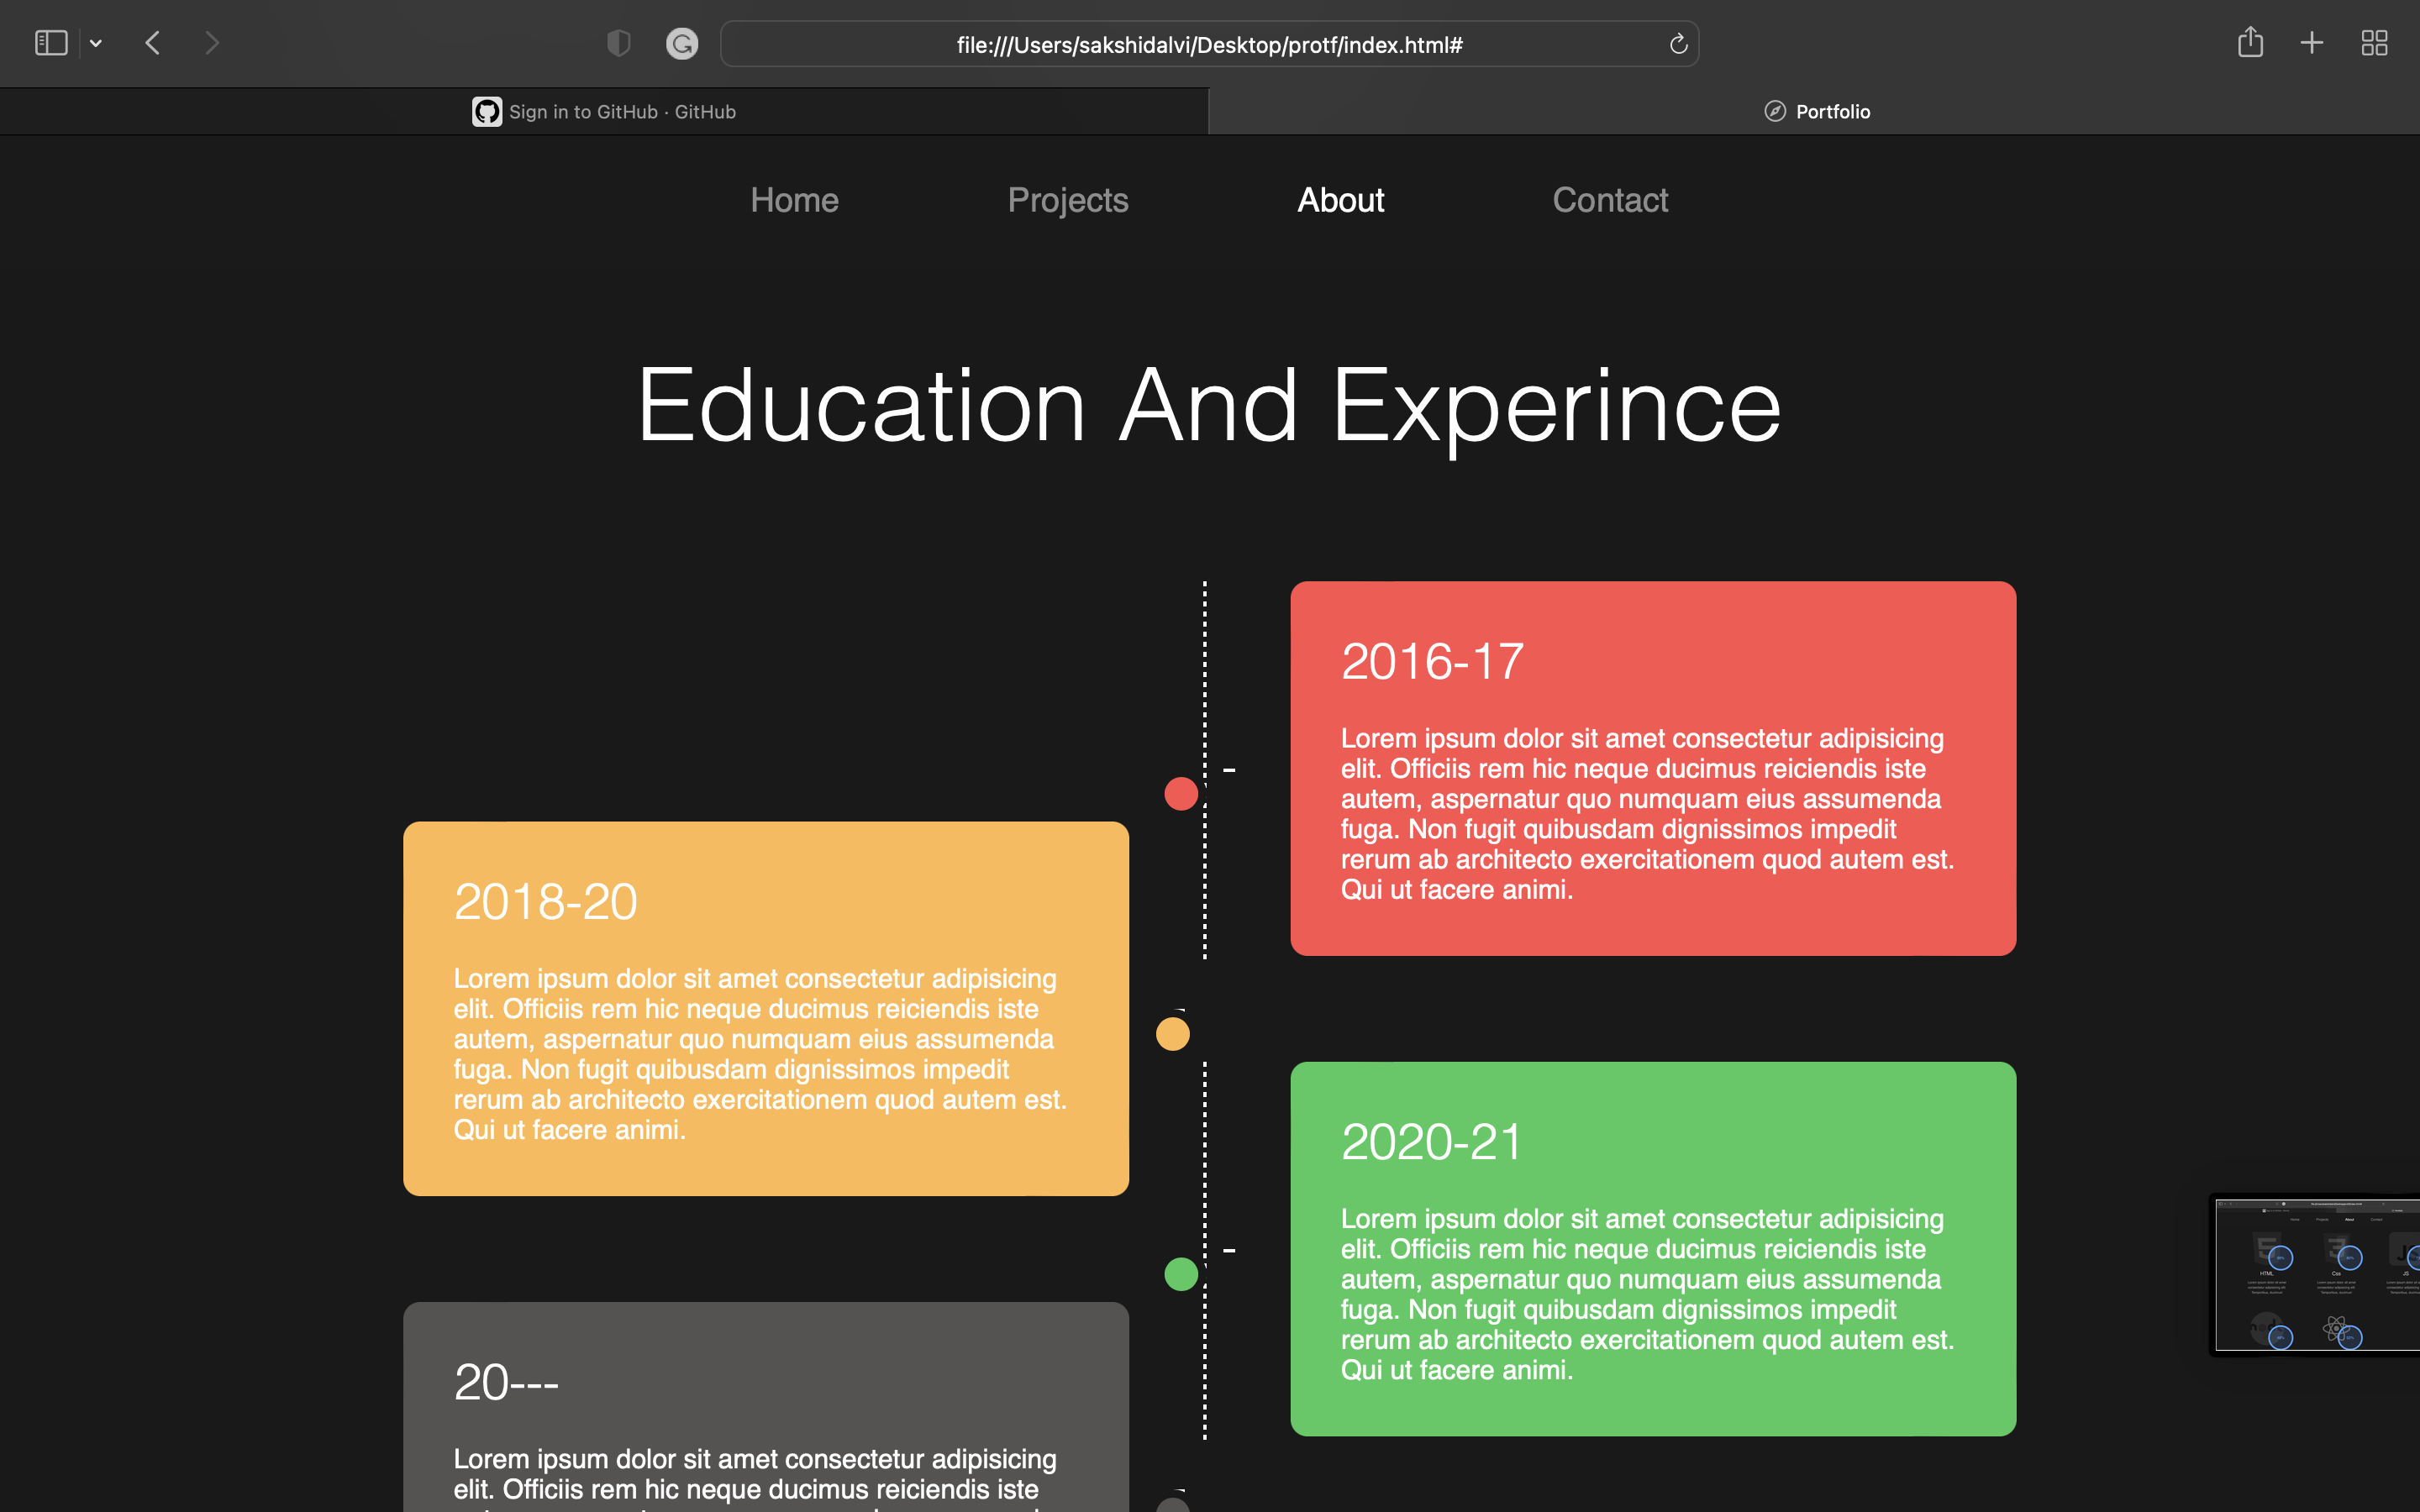 file:///Users/sakshidalvi/Desktop/protf/index.html#
Sign in to GitHub · GitHub
Portfolio
Home
Projects
About
Contact
Education And Experince
2016-17
Lorem ipsum dolor sit amet consectetur adipisicing
elit. Officiis rem hic neque ducimus reiciendis iste
autem, aspernatur quo numquam eius assumenda
fuga. Non fugit quibusdam dignissimos impedit
rerum ab architecto exercitationem quod autem est.
Qui ut facere animi.
2018-20
Lorem ipsum dolor sit amet consectetur adipisicing
elit. Officiis rem hic neque ducimus reiciendis iste
autem, aspernatur quo numquam eius assumenda
fuga. Non fugit quibusdam dignissimos impedit
rerum ab architecto exercitationem quod autem est.
Qui ut facere animi.
2020-21
Lorem ipsum dolor sit amet consectetur adipisicing
elit. Officiis rem hic neque ducimus reiciendis iste
autem, aspernatur quo numquam eius assumenda
fuga. Non fugit quibusdam dignissimos impedit
rerum ab architecto exercitationem quod autem est.
Qui ut facere animi.
20---
Lorem ipsum dolor sit amet consectetur adipisicing
elit. Officiis rem hic neque ducimus reiciendis iste
HTML
Css
JS